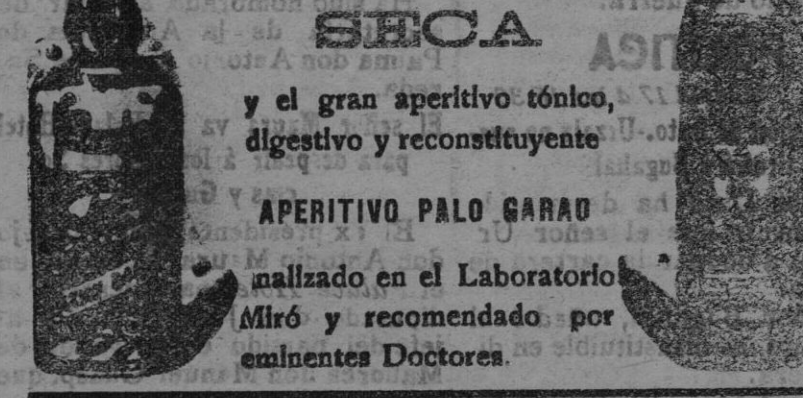 SECA
y el gran aperitivo tónico,
digestivo y reconstituyente
APERITIVO PALO GARAU
nalizado en el Laboratorio
Miró y recomendado por
eminentes Doctores.